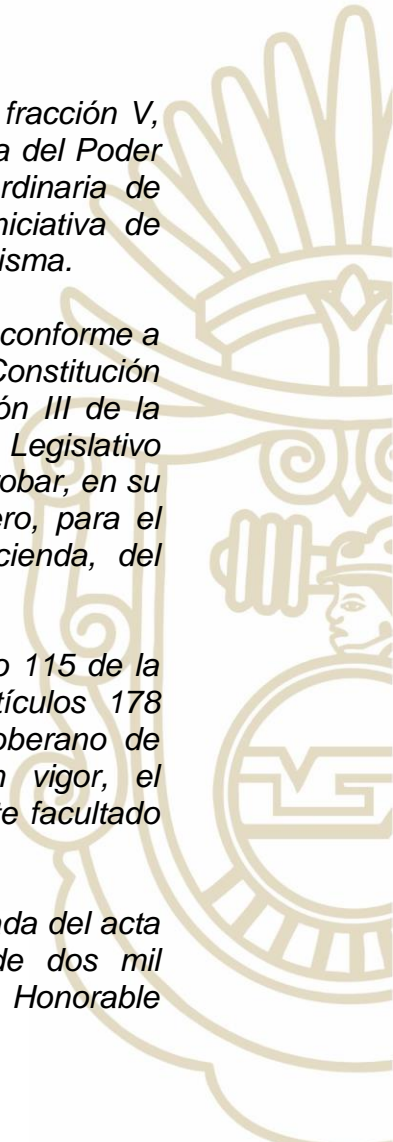 fracción V,
a del Poder
rdinaria de
niciativa de
isma.
conforme a
Constitución
ón III de la
Legislativo
robar, en su
ero, para el
cienda, del
o 115 de la
tículos 178
oberano de
n vigor, el
te facultado
nda del acta
de dos mil
Honorable